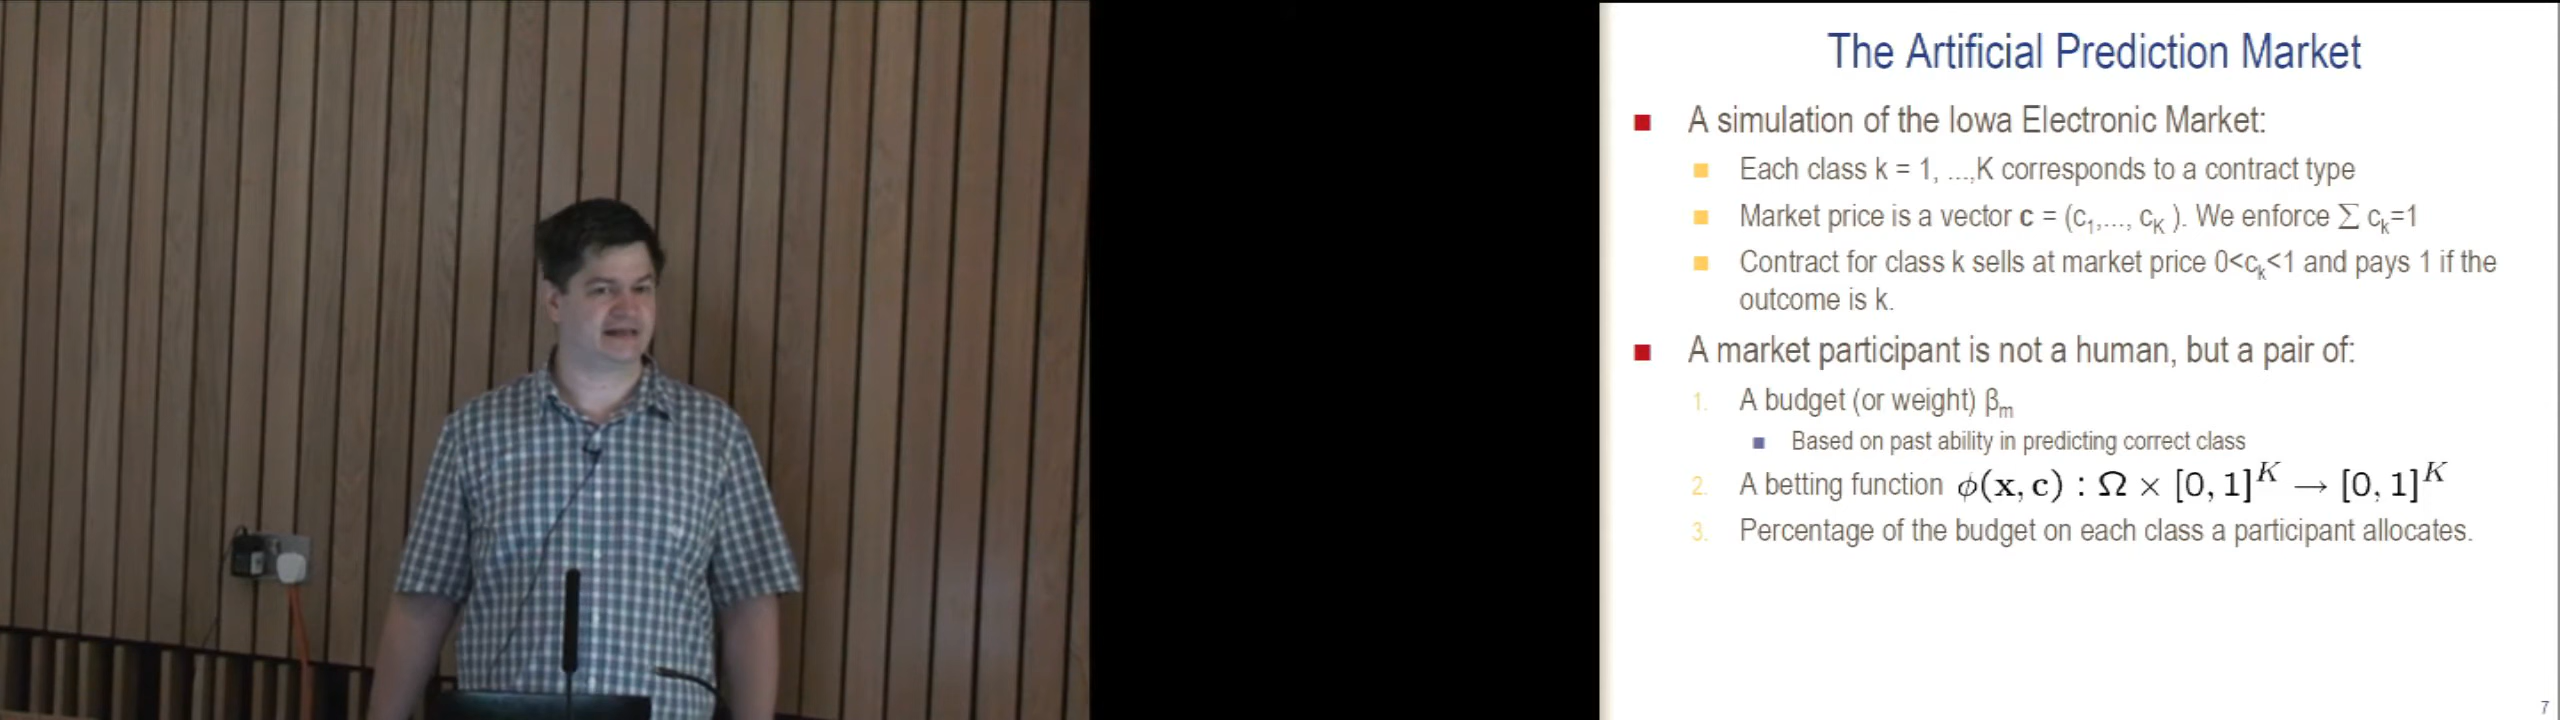 The Artificial Prediction Market
A simulation of the Iowa Electronic Market:
Each class k = 1, ...,K corresponds to a contract type
Market price is a vector c = (c₁,..., c_K ). We enforce ∑ c_k=1
Contract for class k sells at market price 0<c_k<1 and pays 1 if the
outcome is k.
A market participant is not a human, but a pair of:
1. A budget (or weight) β_m
Based on past ability in predicting correct class
2. A betting function ϕ(x, c) : Ω × [0, 1]^K → [0, 1]^K
3. Percentage of the budget on each class a participant allocates.
7